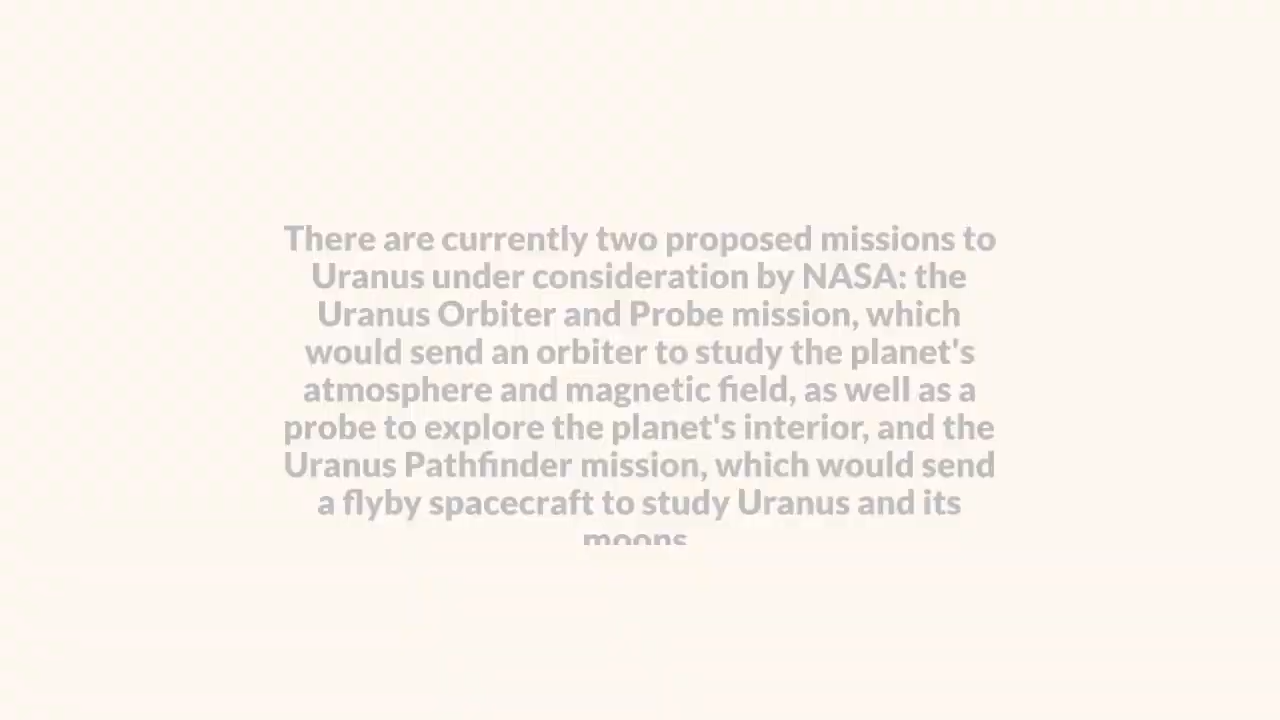 There are currently two proposed missions to
Uranus under consideration by NASA: the
Uranus Orbiter and Probe mission, which
would send an orbiter to study the planet's
atmosphere and magnetic field, as well as a
probe to explore the planet's interior, and the
Uranus Pathfinder mission, which would send
a flyby spacecraft to study Uranus and its
moons